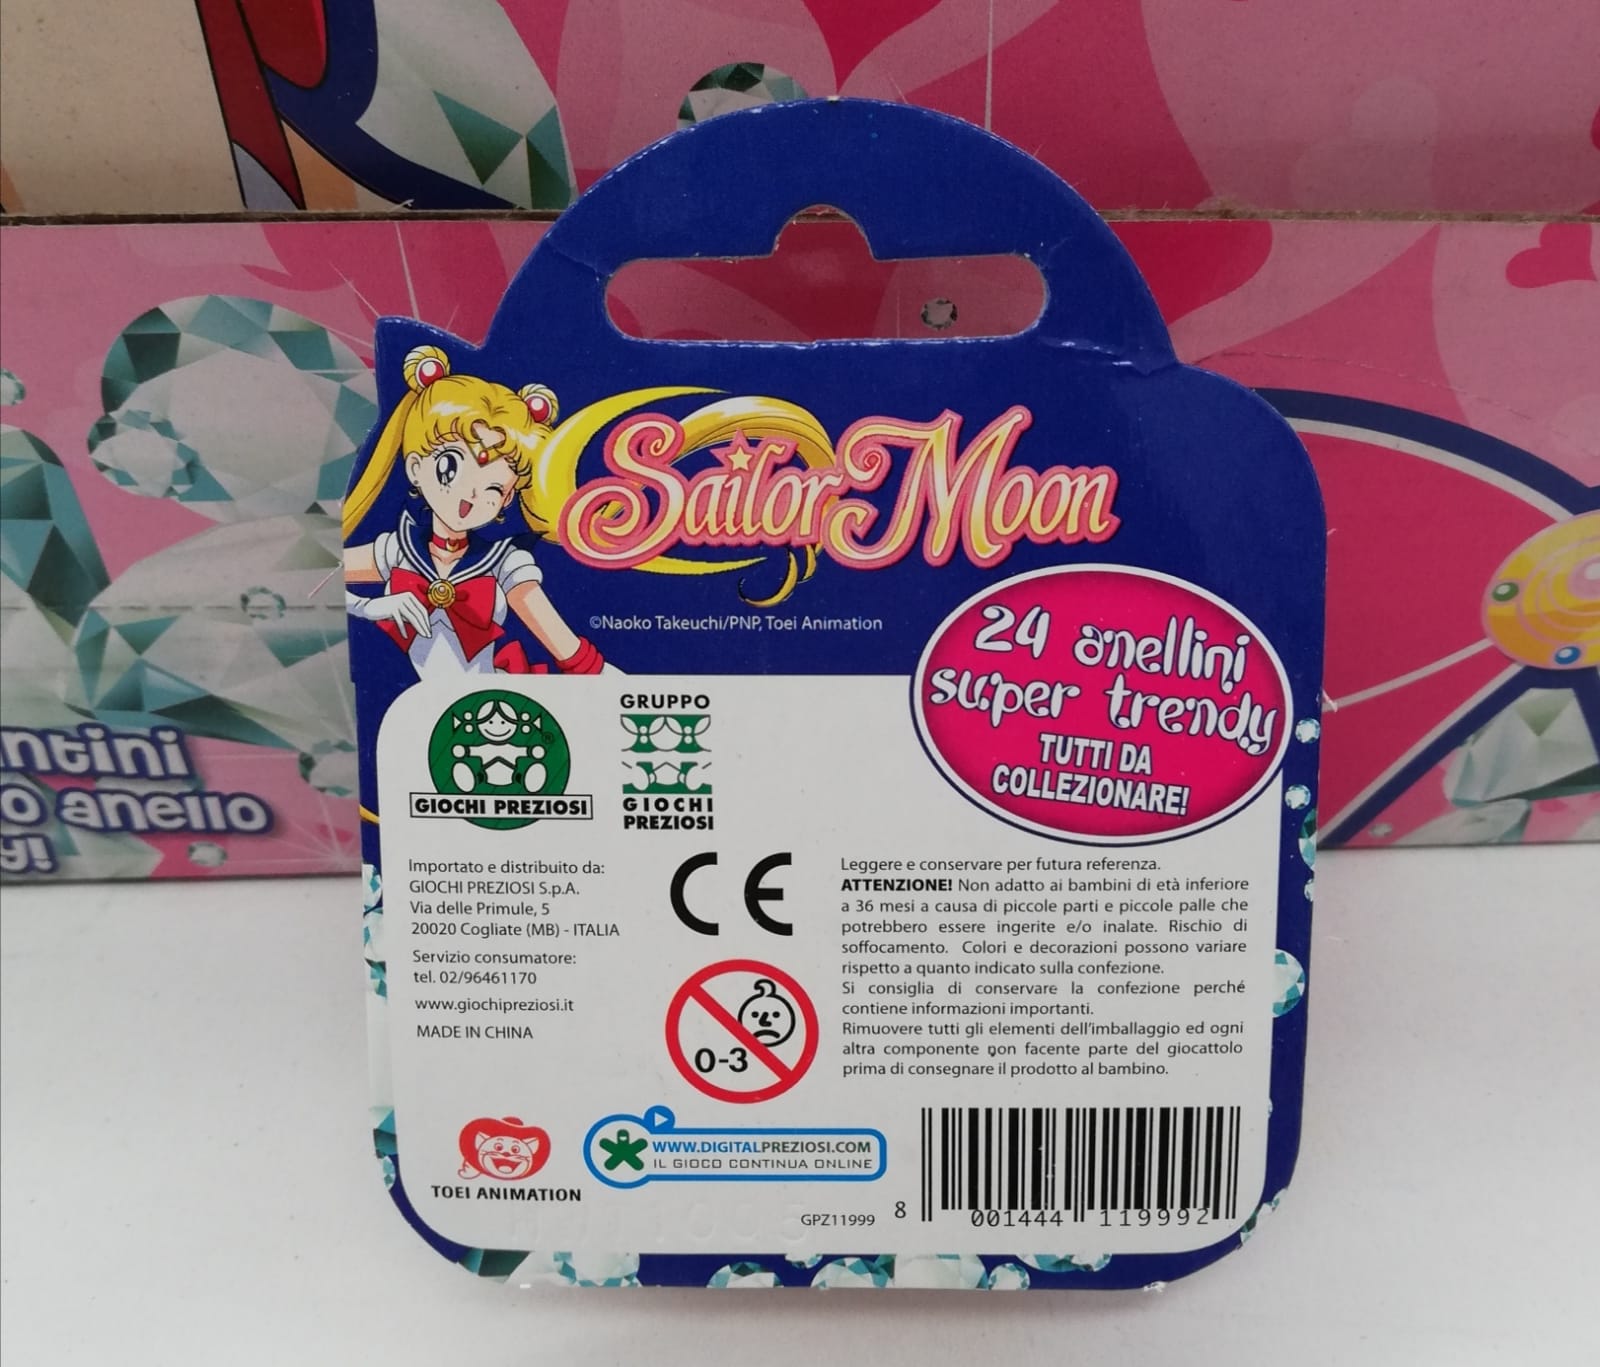 Sailor Moon
©Naoko Takeuchi/PNP, Toei Animation
24 anellini
super trendy
TUTTI DA
COLLEZIONARE!
GIOCHI PREZIOSI
®
GRUPPO
GIOCHI
PREZIOSI
Importato e distribuito da:
GIOCHI PREZIOSI S.p.A.
Via delle Primule, 5
20020 Cogliate (MB) - ITALIA
Servizio consumatore:
tel. 02/96461170
www.giochipreziosi.it
MADE IN CHINA
CE
0-3
Leggere e conservare per futura referenza.
ATTENZIONE! Non adatto ai bambini di età inferiore
a 36 mesi a causa di piccole parti e piccole palle che
potrebbero essere ingerite e/o inalate. Rischio di
soffocamento. Colori e decorazioni possono variare
rispetto a quanto indicato sulla confezione.
Si consiglia di conservare la confezione perché
contiene informazioni importanti.
Rimuovere tutti gli elementi dell'imballaggio ed ogni
altra componente non facente parte del giocattolo
prima di consegnare il prodotto al bambino.
TOEI ANIMATION
WWW.DIGITALPREZIOSI.COM
IL GIOCO CONTINUA ONLINE
GPZ11999
8 001444 119992
ntini
o anello
y!